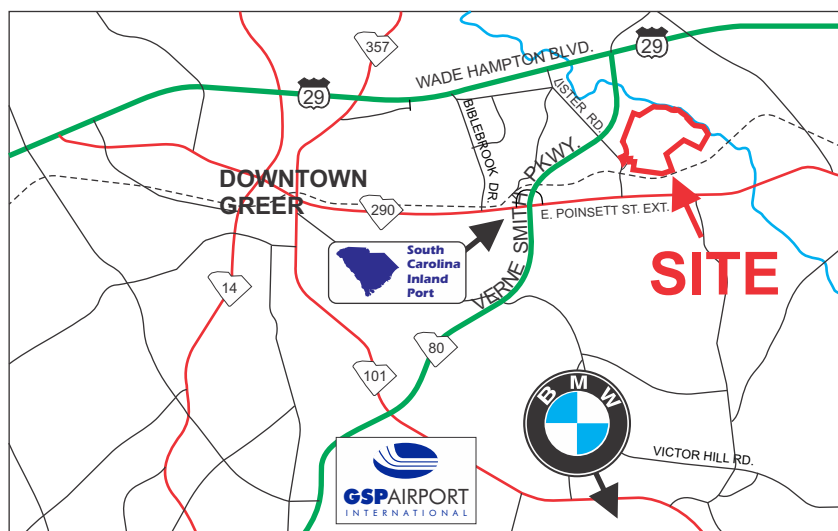 357
WADE HAMPTON BLVD.
29
29
LISTER RD.
BIBLEBROOK DR.
DOWNTOWN
GREER
VERNE SMITH PKWY.
290
E. POINSETT ST. EXT.
South
Carolina
Inland
Port
SITE
14
80
101
BMW
VICTOR HILL RD.
GSPAIRPORT
INTERNATIONAL